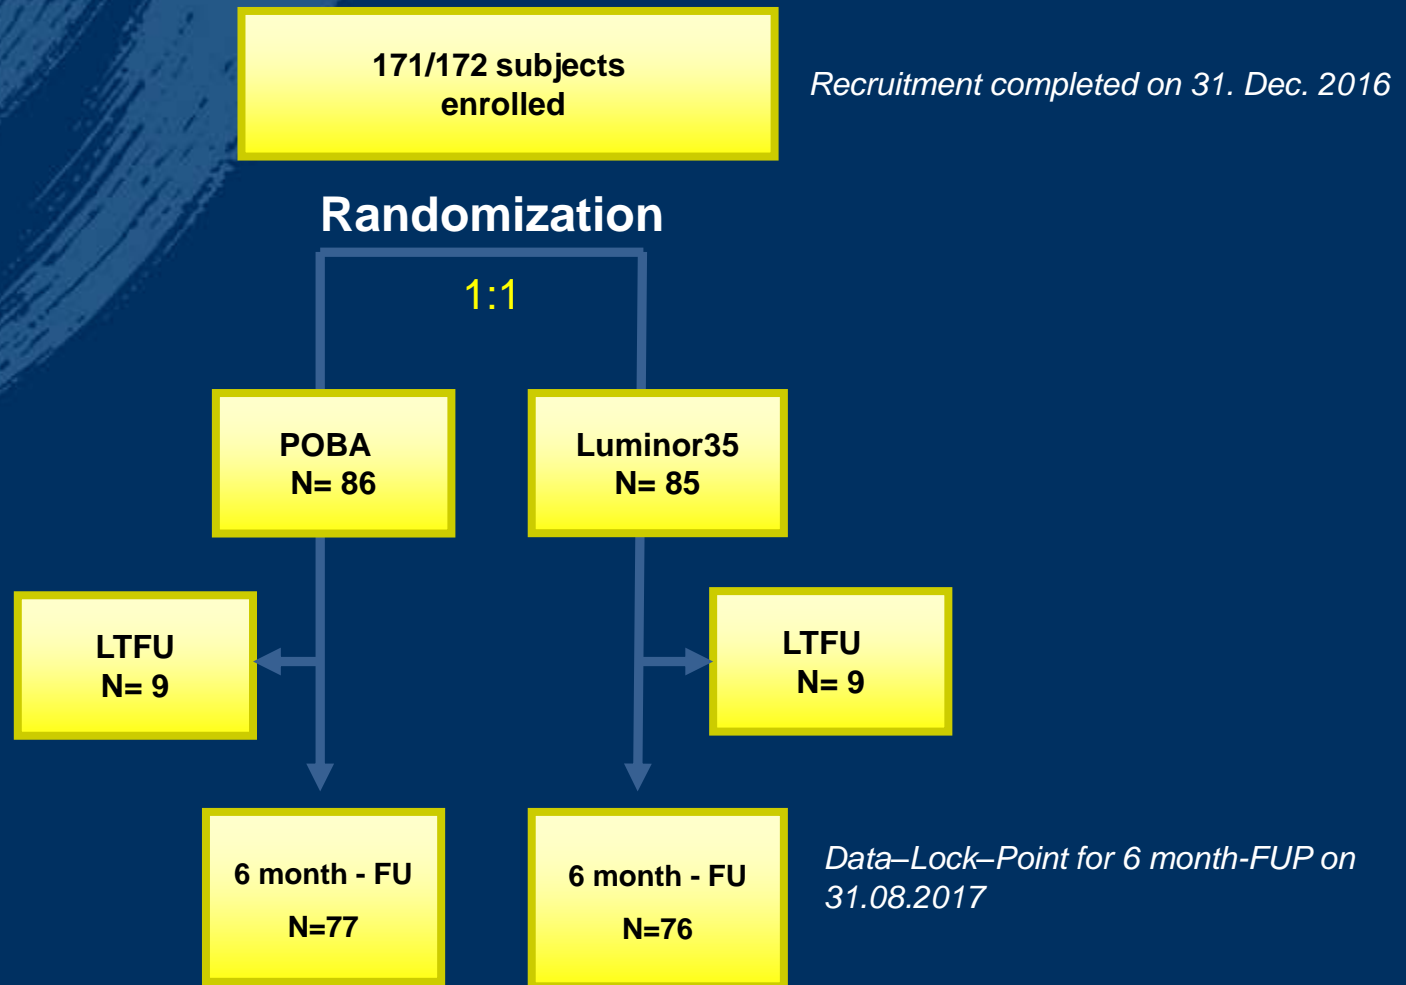 171/172 subjects
enrolled
Recruitment completed on 31. Dec. 2016
Randomization
1:1
POBA
N= 86
Luminor35
N= 85
LTFU
N= 9
LTFU
N= 9
6 month - FU
N=77
6 month - FU
N=76
Data–Lock–Point for 6 month-FUP on
31.08.2017